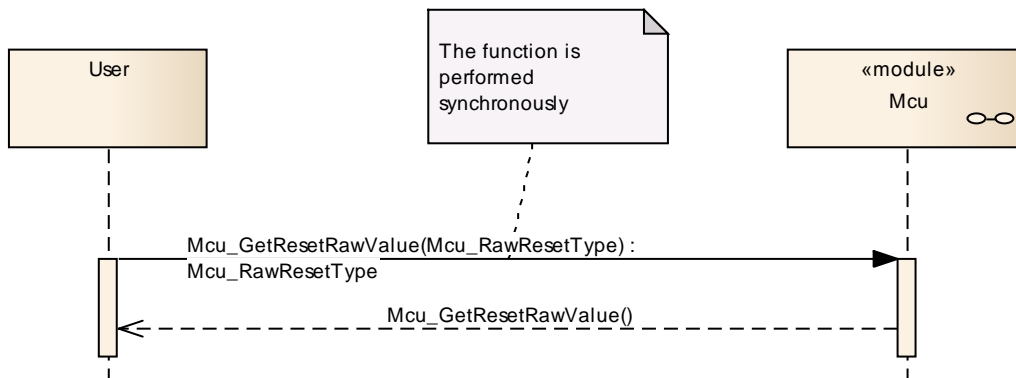 User
The function is
performed
synchronously
«module»
Mcu
Mcu_GetResetRawValue(Mcu_RawResetType) :
Mcu_RawResetType
Mcu_GetResetRawValue()